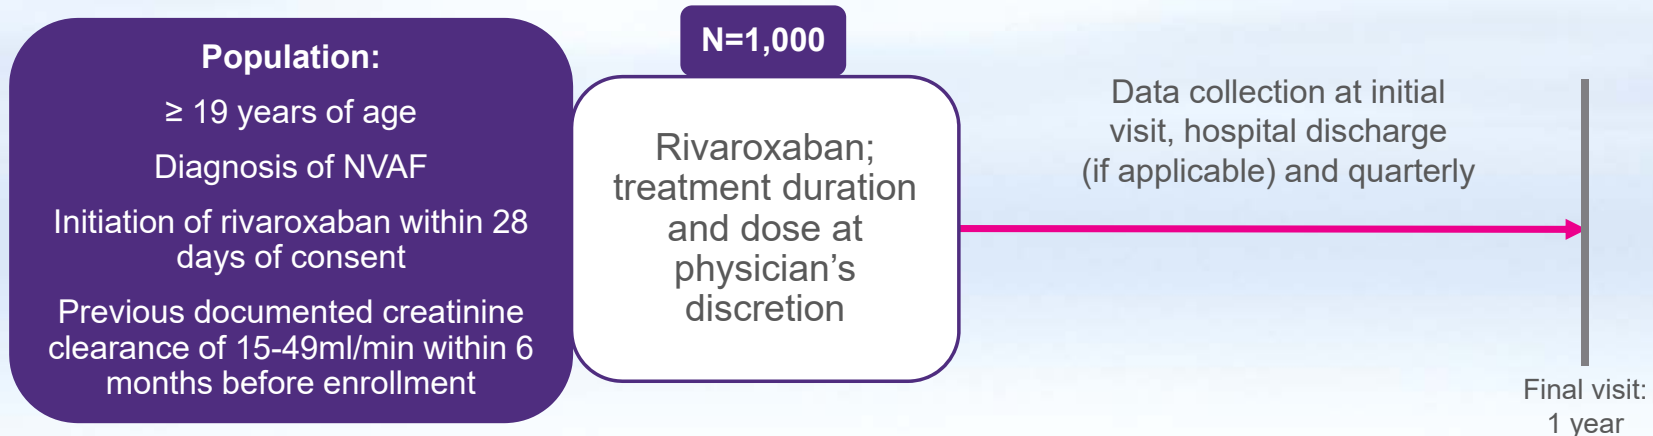 Population:
≥ 19 years of age
Diagnosis of NVAF
Initiation of rivaroxaban within 28
days of consent
Previous documented creatinine
clearance of 15-49ml/min within 6
months before enrollment
N=1,000
Rivaroxaban;
treatment duration
and dose at
physician’s
discretion
Data collection at initial
visit, hospital discharge
(if applicable) and quarterly
Final visit:
1 year